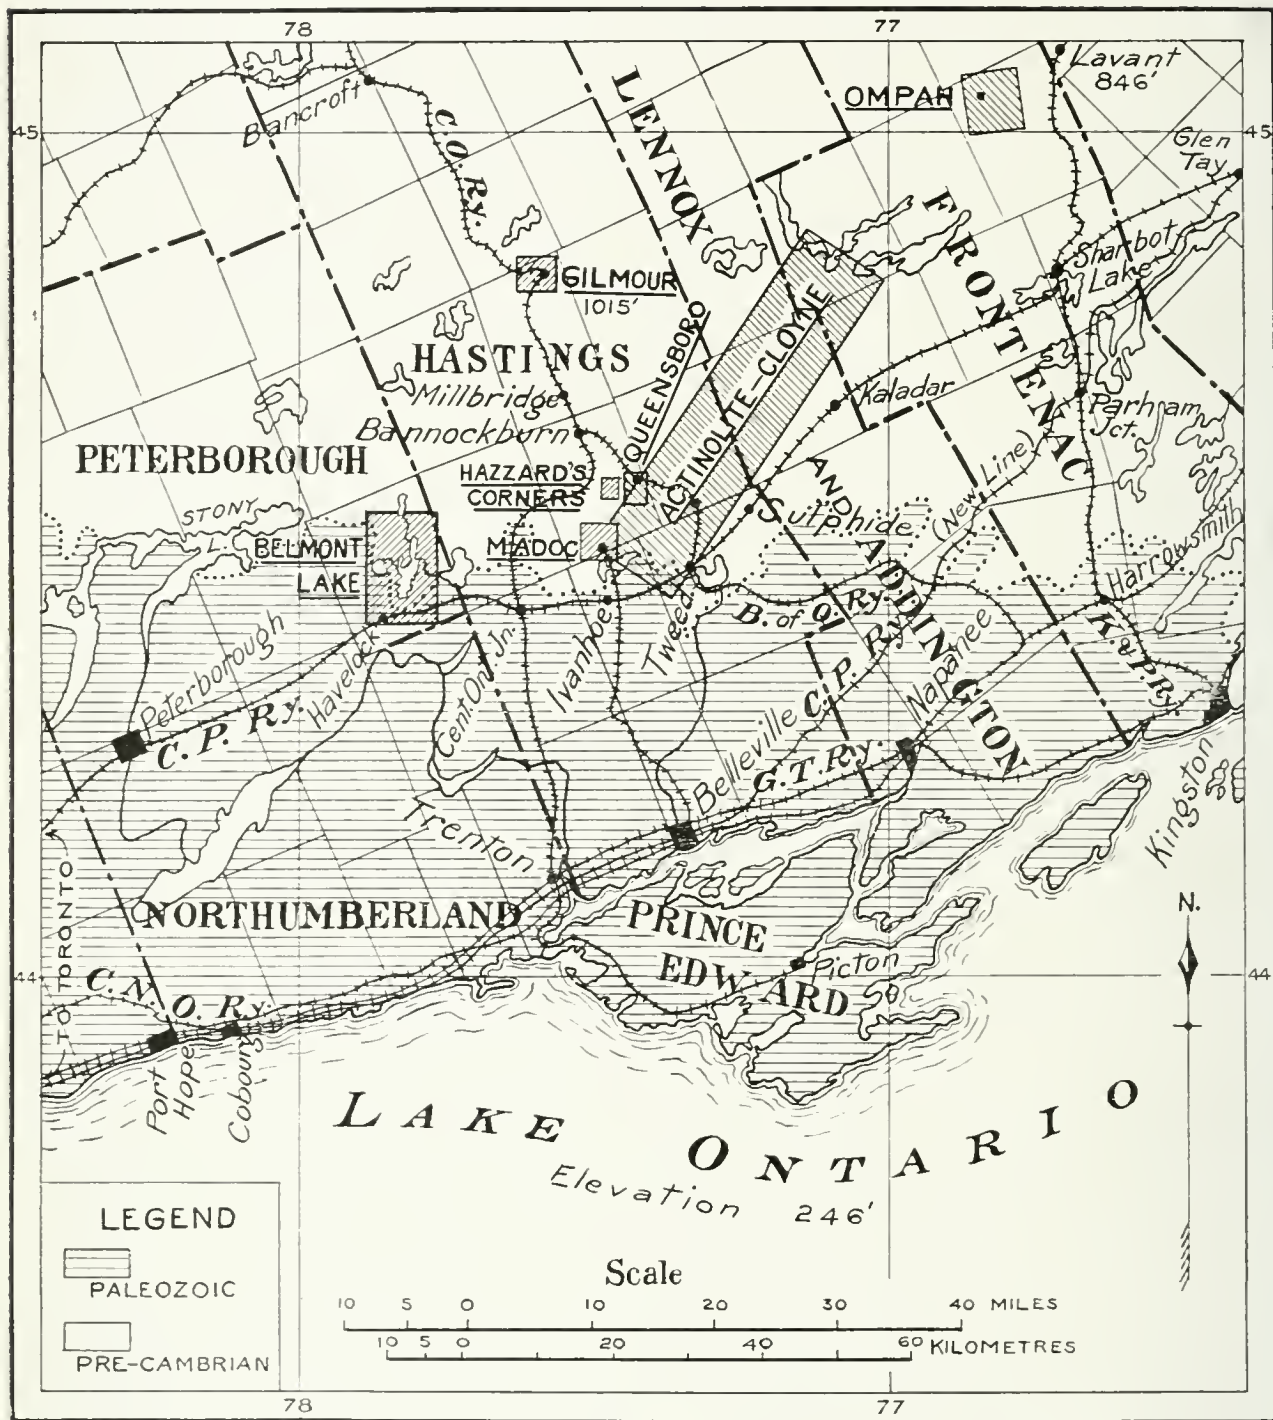 78
77
Lavant
846'
OMPAH
Bancroft
45
45
C.O.Ry.
LENNOX
Glen
Tay
FRONTENAC
Sharbot
Lake
GILMOUR
1015'
QUEENSBORO
ACTINOLITE-CLOYNE
HASTINGS
Millbridge
Kaladar
Parham
Jct.
Bannockburn
PETERBOROUGH
HAZZARD'S
CORNERS
AND ADDINGTON
(New Line)
STONY
L.
Sulphide
BELMONT
LAKE
MADOC
Harrowsmith
B. of Q. Ry.
Tweed
Ivanhoe
Cent. Ont. Jn.
Havelock
Peterborough
C. P. Ry.
C. P. Ry.
Napanee
K & P. Ry.
Belleville
G.T.Ry.
Trenton
Kingston
TO TORONTO
NORTHUMBERLAND
PRINCE
EDWARD
Picton
N.
44
44
C.N.O.Ry.
Port
Hope
Cobourg
LAKE ONTARIO
Elevation 246'
LEGEND
PALEOZOIC
PRE-CAMBRIAN
Scale
10 5 0 10 20 30 40 MILES
10 5 0 20 40 60 KILOMETRES
78
77